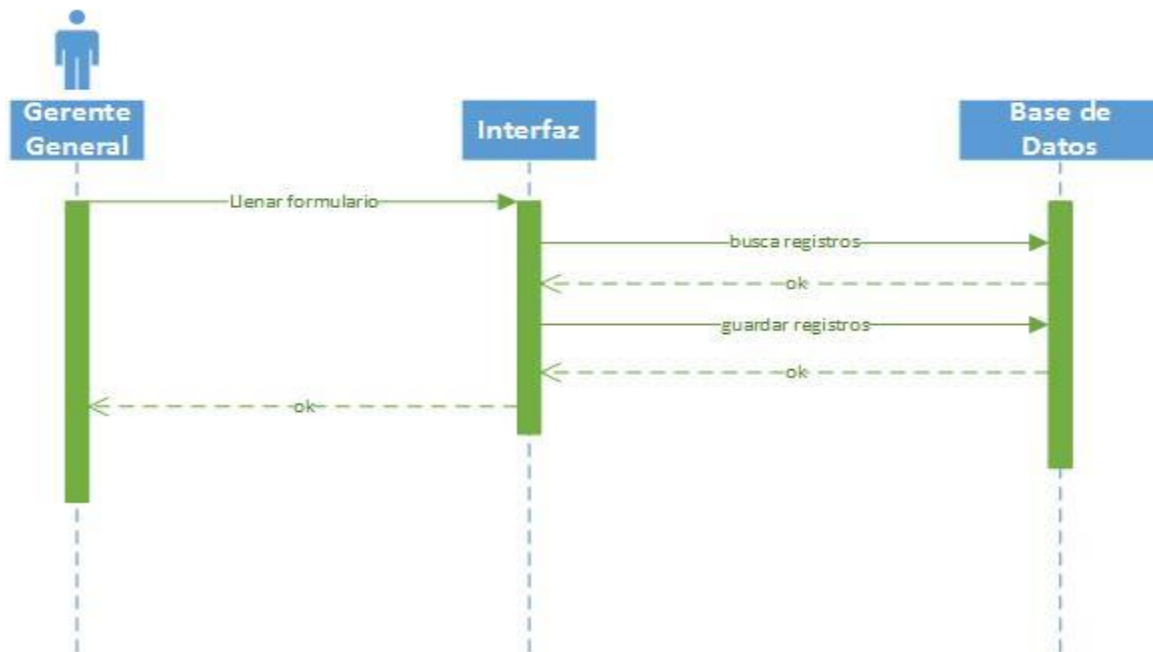 Gerente
General
Interfaz
Base de
Datos
Llenar formulario
busca registros
ok
guardar registros
ok
ok